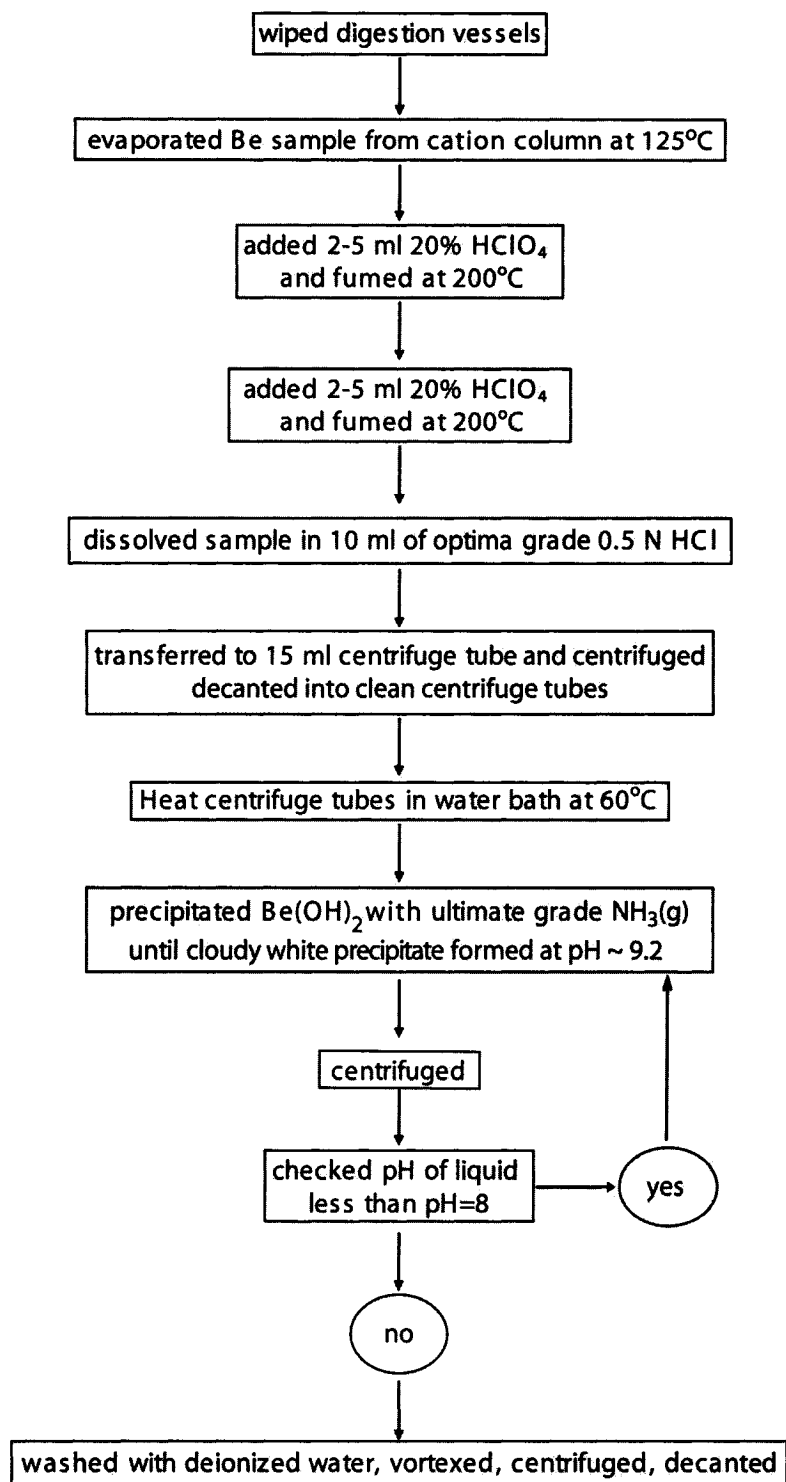 wiped digestion vessels
evaporated Be sample from cation column at 125°C
added 2-5 ml 20% HClO₄
and fumed at 200°C
added 2-5 ml 20% HClO₄
and fumed at 200°C
dissolved sample in 10 ml of optima grade 0.5 N HCl
transferred to 15 ml centrifuge tube and centrifuged
decanted into clean centrifuge tubes
Heat centrifuge tubes in water bath at 60°C
precipitated Be(OH)₂ with ultimate grade NH₃(g)
until cloudy white precipitate formed at pH ~ 9.2
centrifuged
checked pH of liquid
less than pH=8
yes
no
washed with deionized water, vortexed, centrifuged, decanted